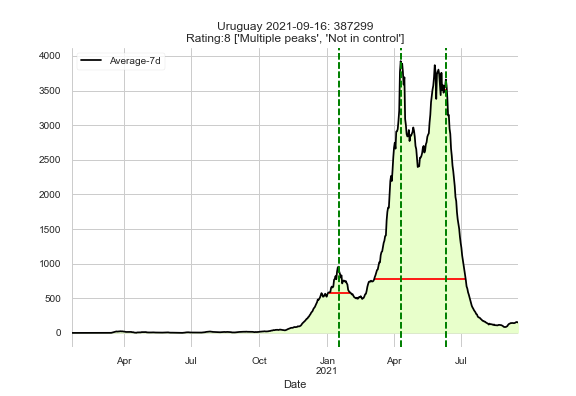 Uruguay 2021-09-16: 387299
Rating:8 ['Multiple peaks', 'Not in control']
Average-7d
4000
3500
3000
2500
2000
1500
1000
500
0
Apr Jul Oct Jan Apr Jul
2021
Date